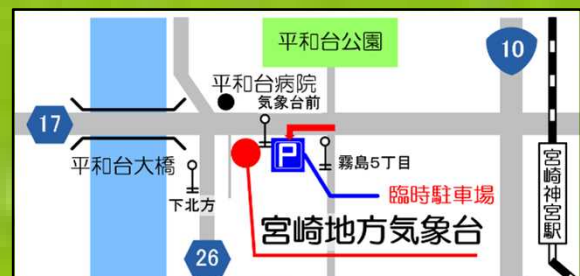 平和台公園
10
平和台病院
気象台前
17
P
平和台大橋
霧島5丁目
宮崎神宮駅
下北方
臨時駐車場
宮崎地方気象台
26